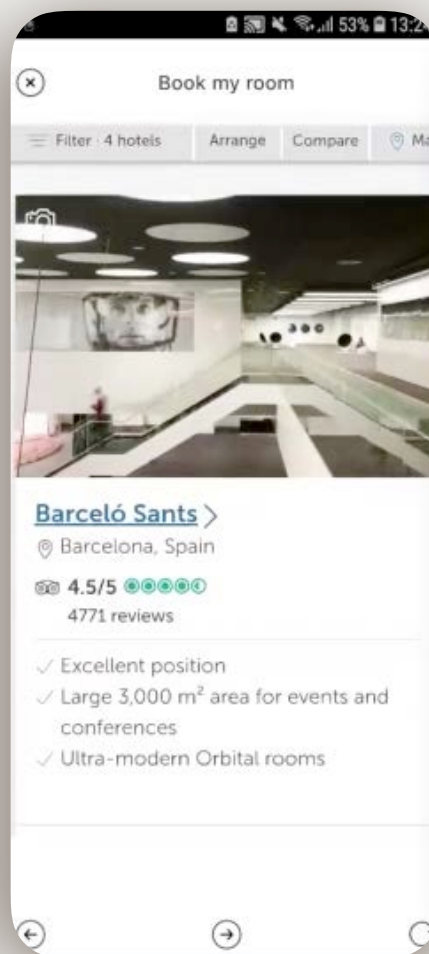 53% 13:2
Book my room
Filter · 4 hotels Arrange Compare
Barceló Sants
Barcelona, Spain
4.5/5
4771 reviews
Excellent position
Large 3,000 m² area for events and
conferences
Ultra-modern Orbital rooms